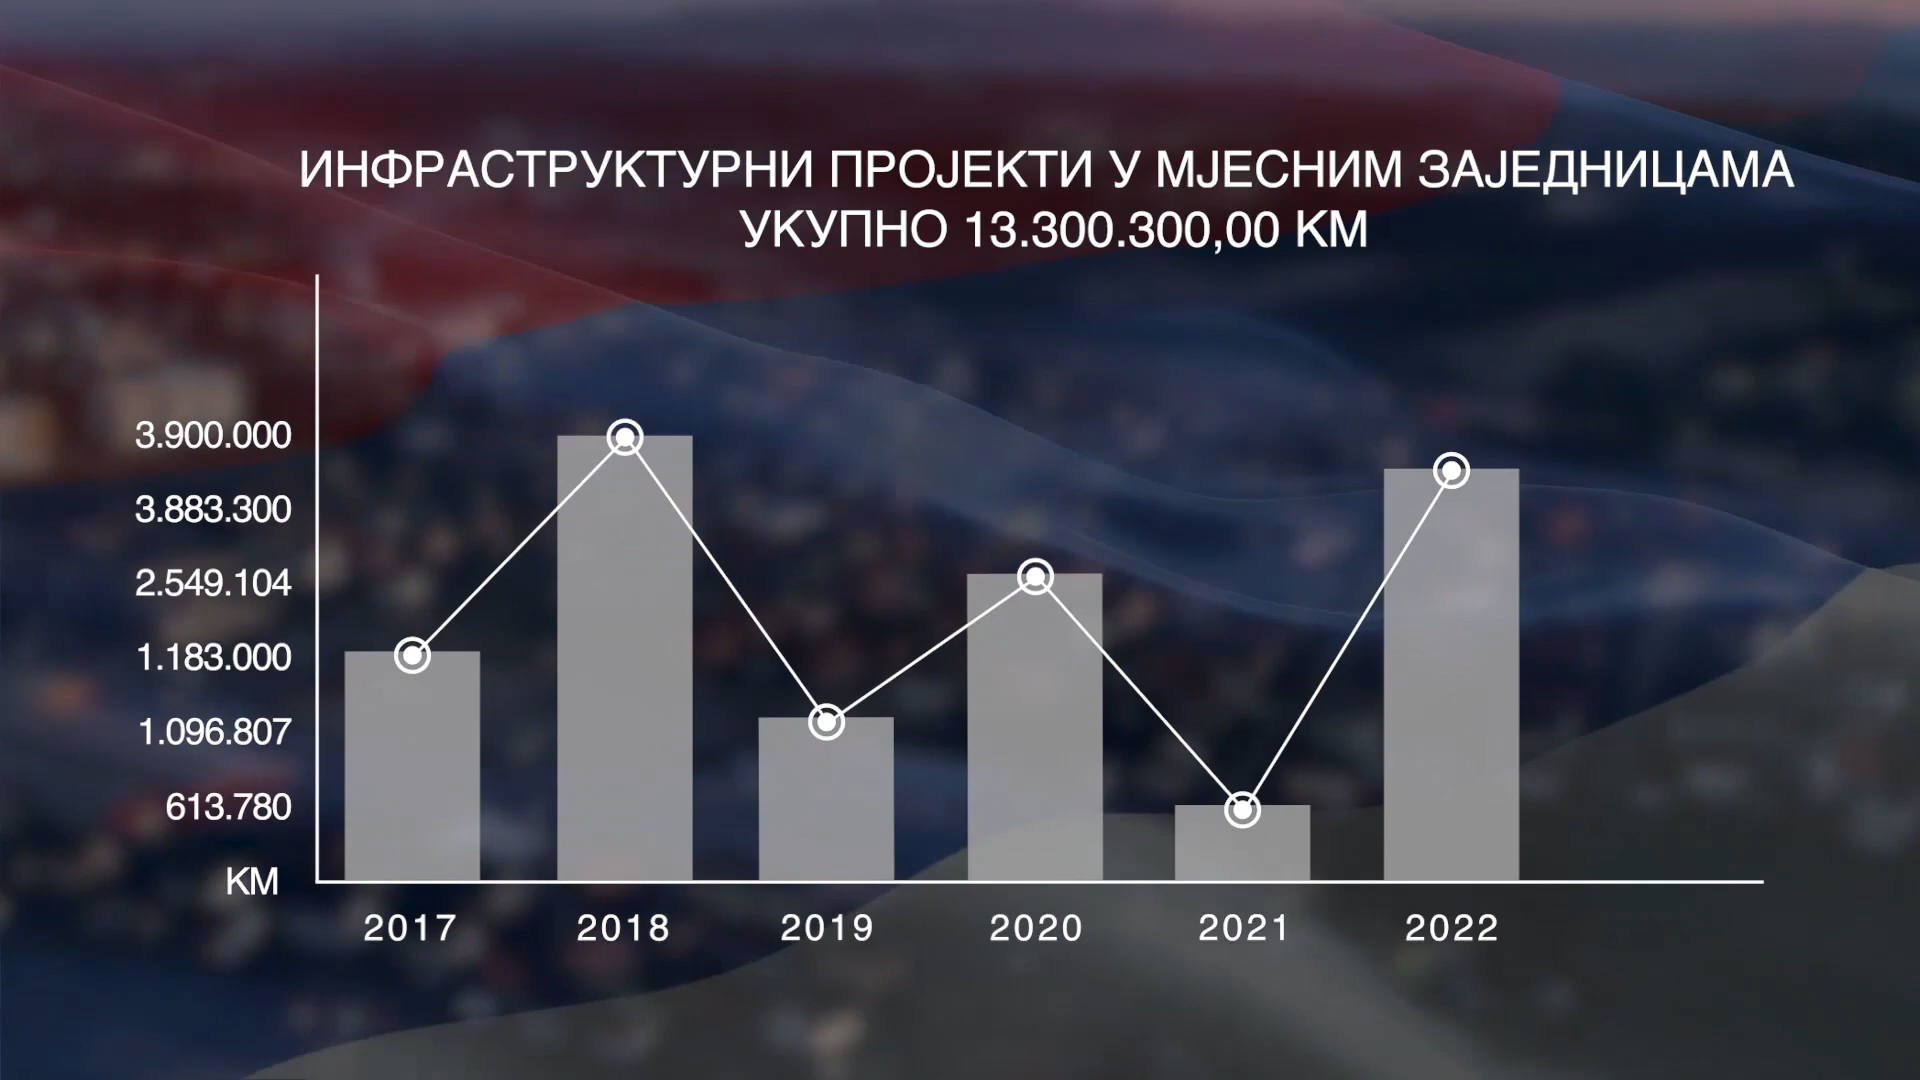 ИНФРАСТРУКТУРНИ ПРОЈЕКТИ У МЈЕСНИМ ЗАЈЕДНИЦАМА
УКУПНО 13.300.300,00 КМ
3.900.000
3.883.300
2.549.104
1.183.000
1.096.807
613.780
КМ
2017 2018 2019 2020 2021 2022